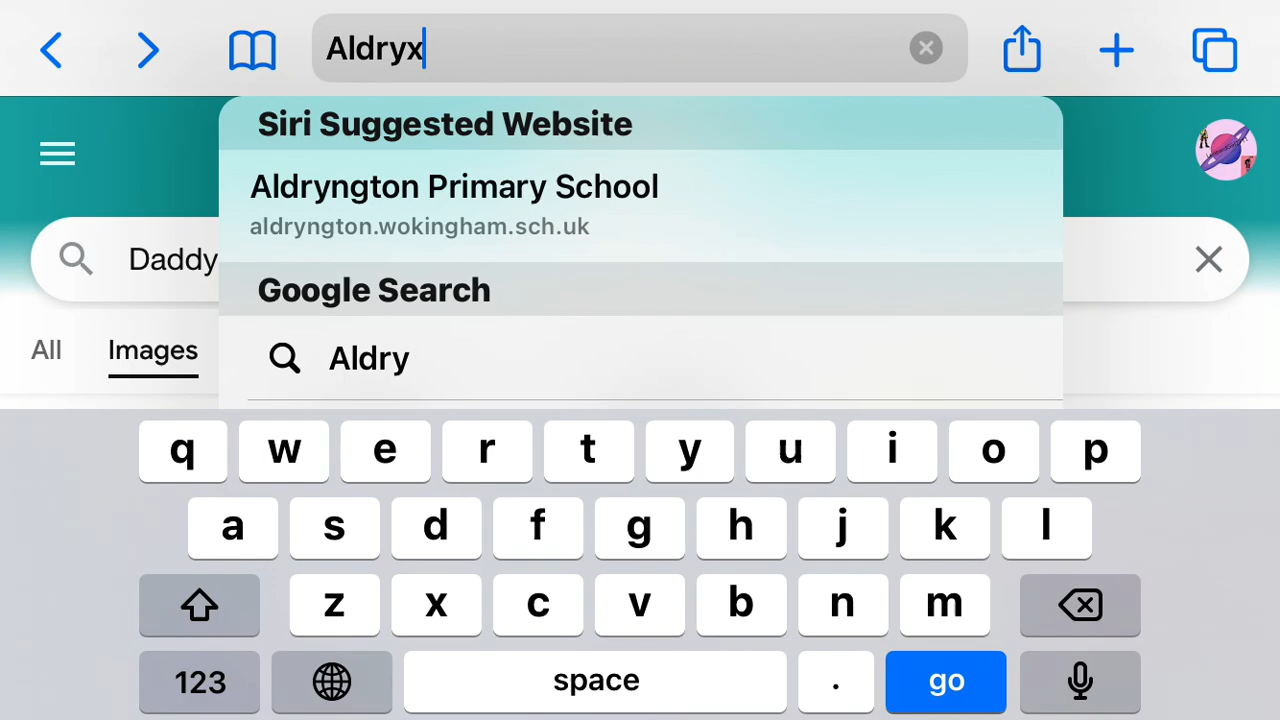 Aldryx
Siri Suggested Website
Aldryngton Primary School
aldryngton.wokingham.sch.uk
Daddy
Google Search
All Images
Aldry
q w e r t y u i o p
a s d f g h j k l
z x c v b n m
123 space . go